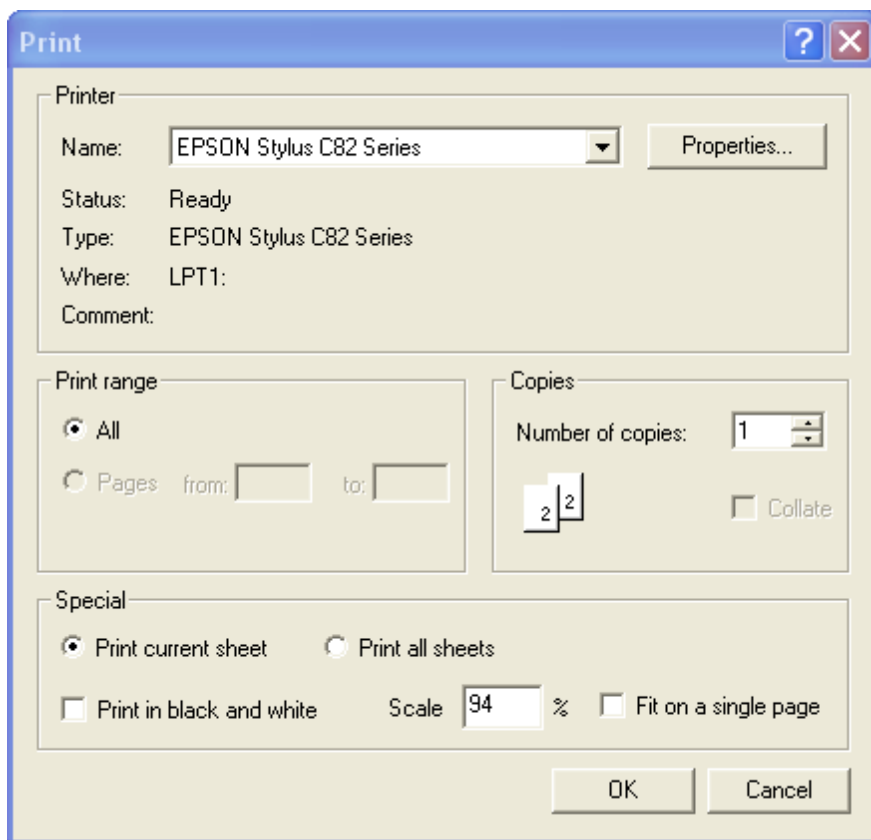 Print
Printer
Name: EPSON Stylus C82 Series Properties...
Status: Ready
Type: EPSON Stylus C82 Series
Where: LPT1:
Comment:
Print range
All
Pages from: to:
Copies
Number of copies: 1
2 2
Collate
Special
Print current sheet Print all sheets
Print in black and white Scale 94 % Fit on a single page
OK Cancel